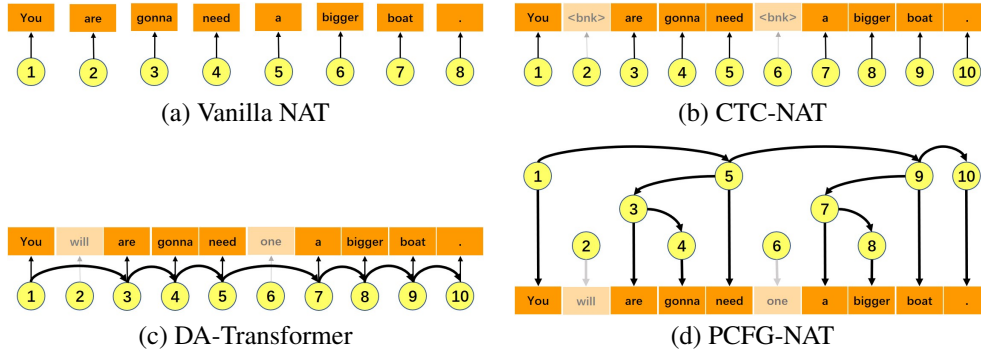 You are gonna need a bigger boat .
1 2 3 4 5 6 7 8
(a) Vanilla NAT
You <bnk> are gonna need <bnk> a bigger boat .
1 2 3 4 5 6 7 8 9 10
(b) CTC-NAT
You will are gonna need one a bigger boat .
1 2 3 4 5 6 7 8 9 10
(c) DA-Transformer
1 5 9 10
3 7
2 4 6 8
You will are gonna need one a bigger boat .
(d) PCFG-NAT